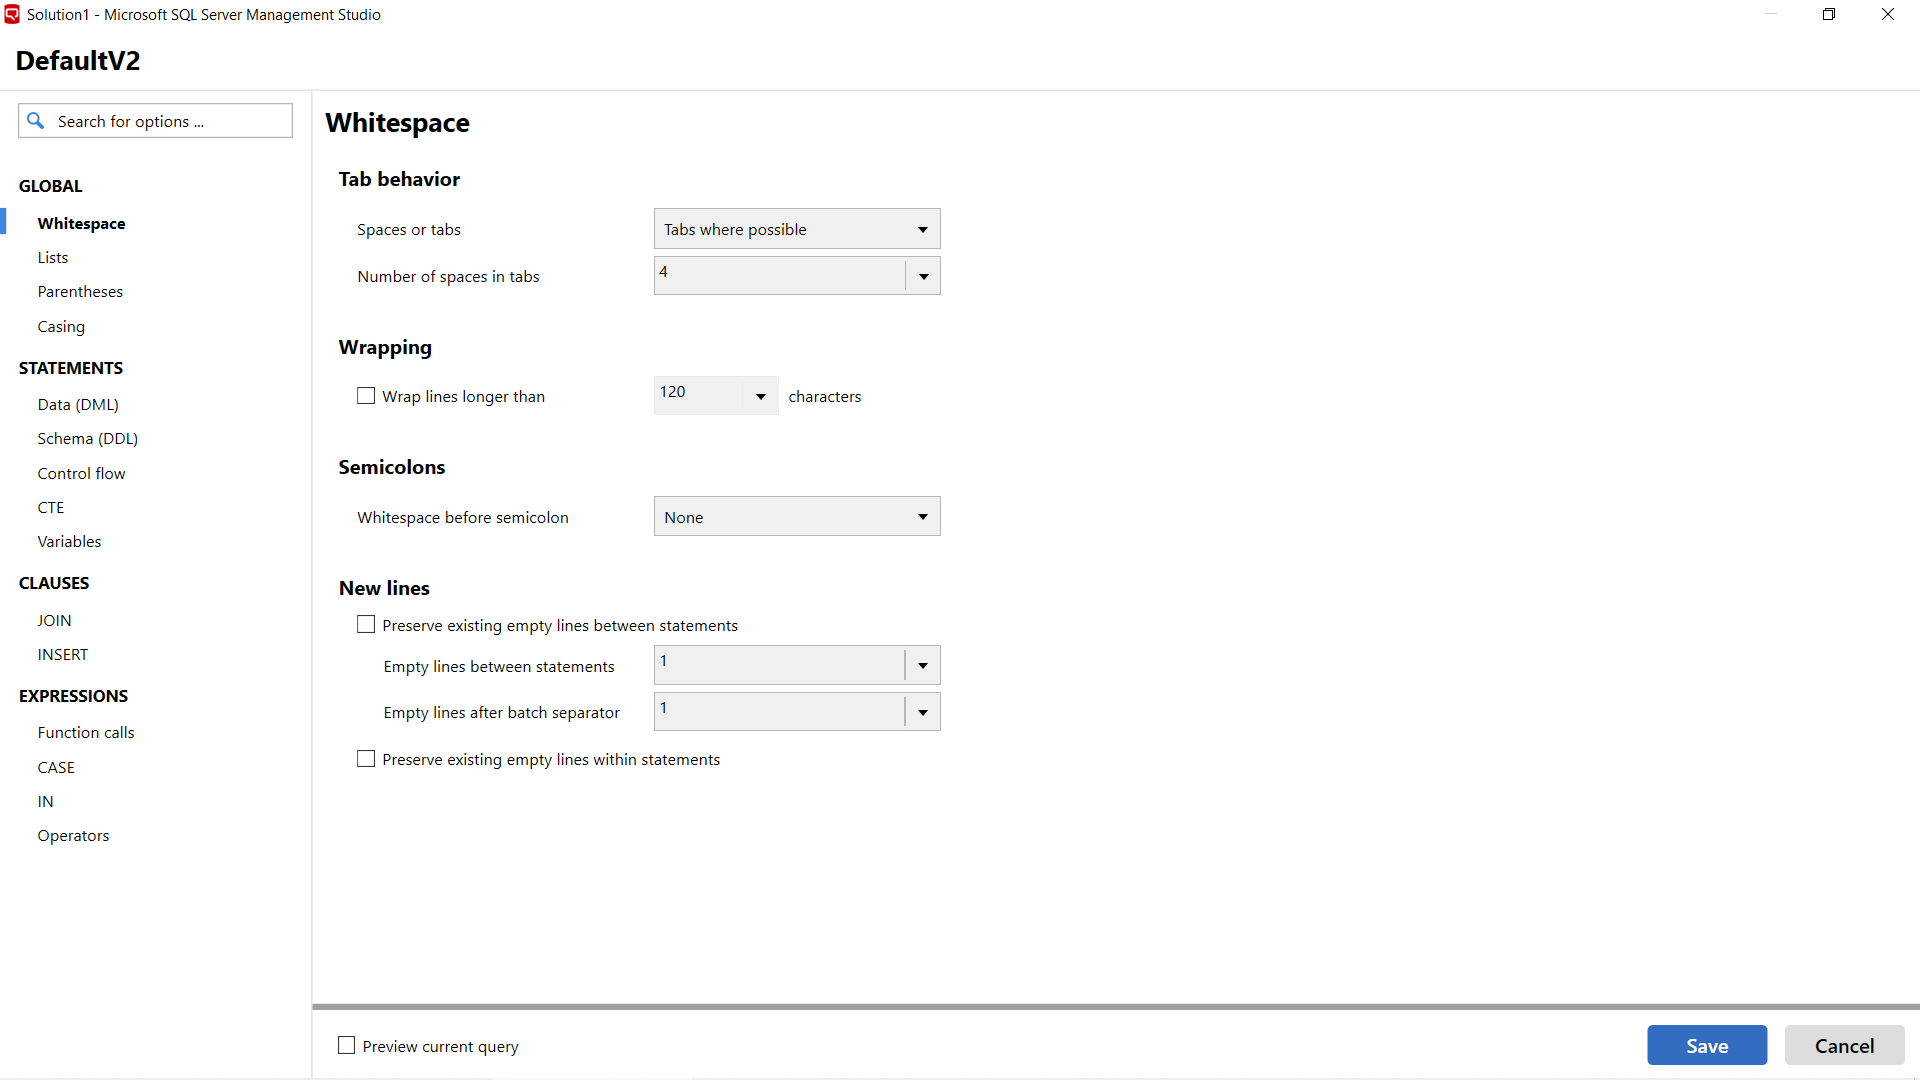 Solution1 - Microsoft SQL Server Management Studio
DefaultV2
Search for options ...
GLOBAL
Whitespace
Lists
Parentheses
Casing
STATEMENTS
Data (DML)
Schema (DDL)
Control flow
CTE
Variables
CLAUSES
JOIN
INSERT
EXPRESSIONS
Function calls
CASE
IN
Operators
Whitespace
Tab behavior
Spaces or tabs Tabs where possible
Number of spaces in tabs 4
Wrapping
Wrap lines longer than 120 characters
Semicolons
Whitespace before semicolon None
New lines
Preserve existing empty lines between statements
Empty lines between statements 1
Empty lines after batch separator 1
Preserve existing empty lines within statements
Preview current query Save Cancel